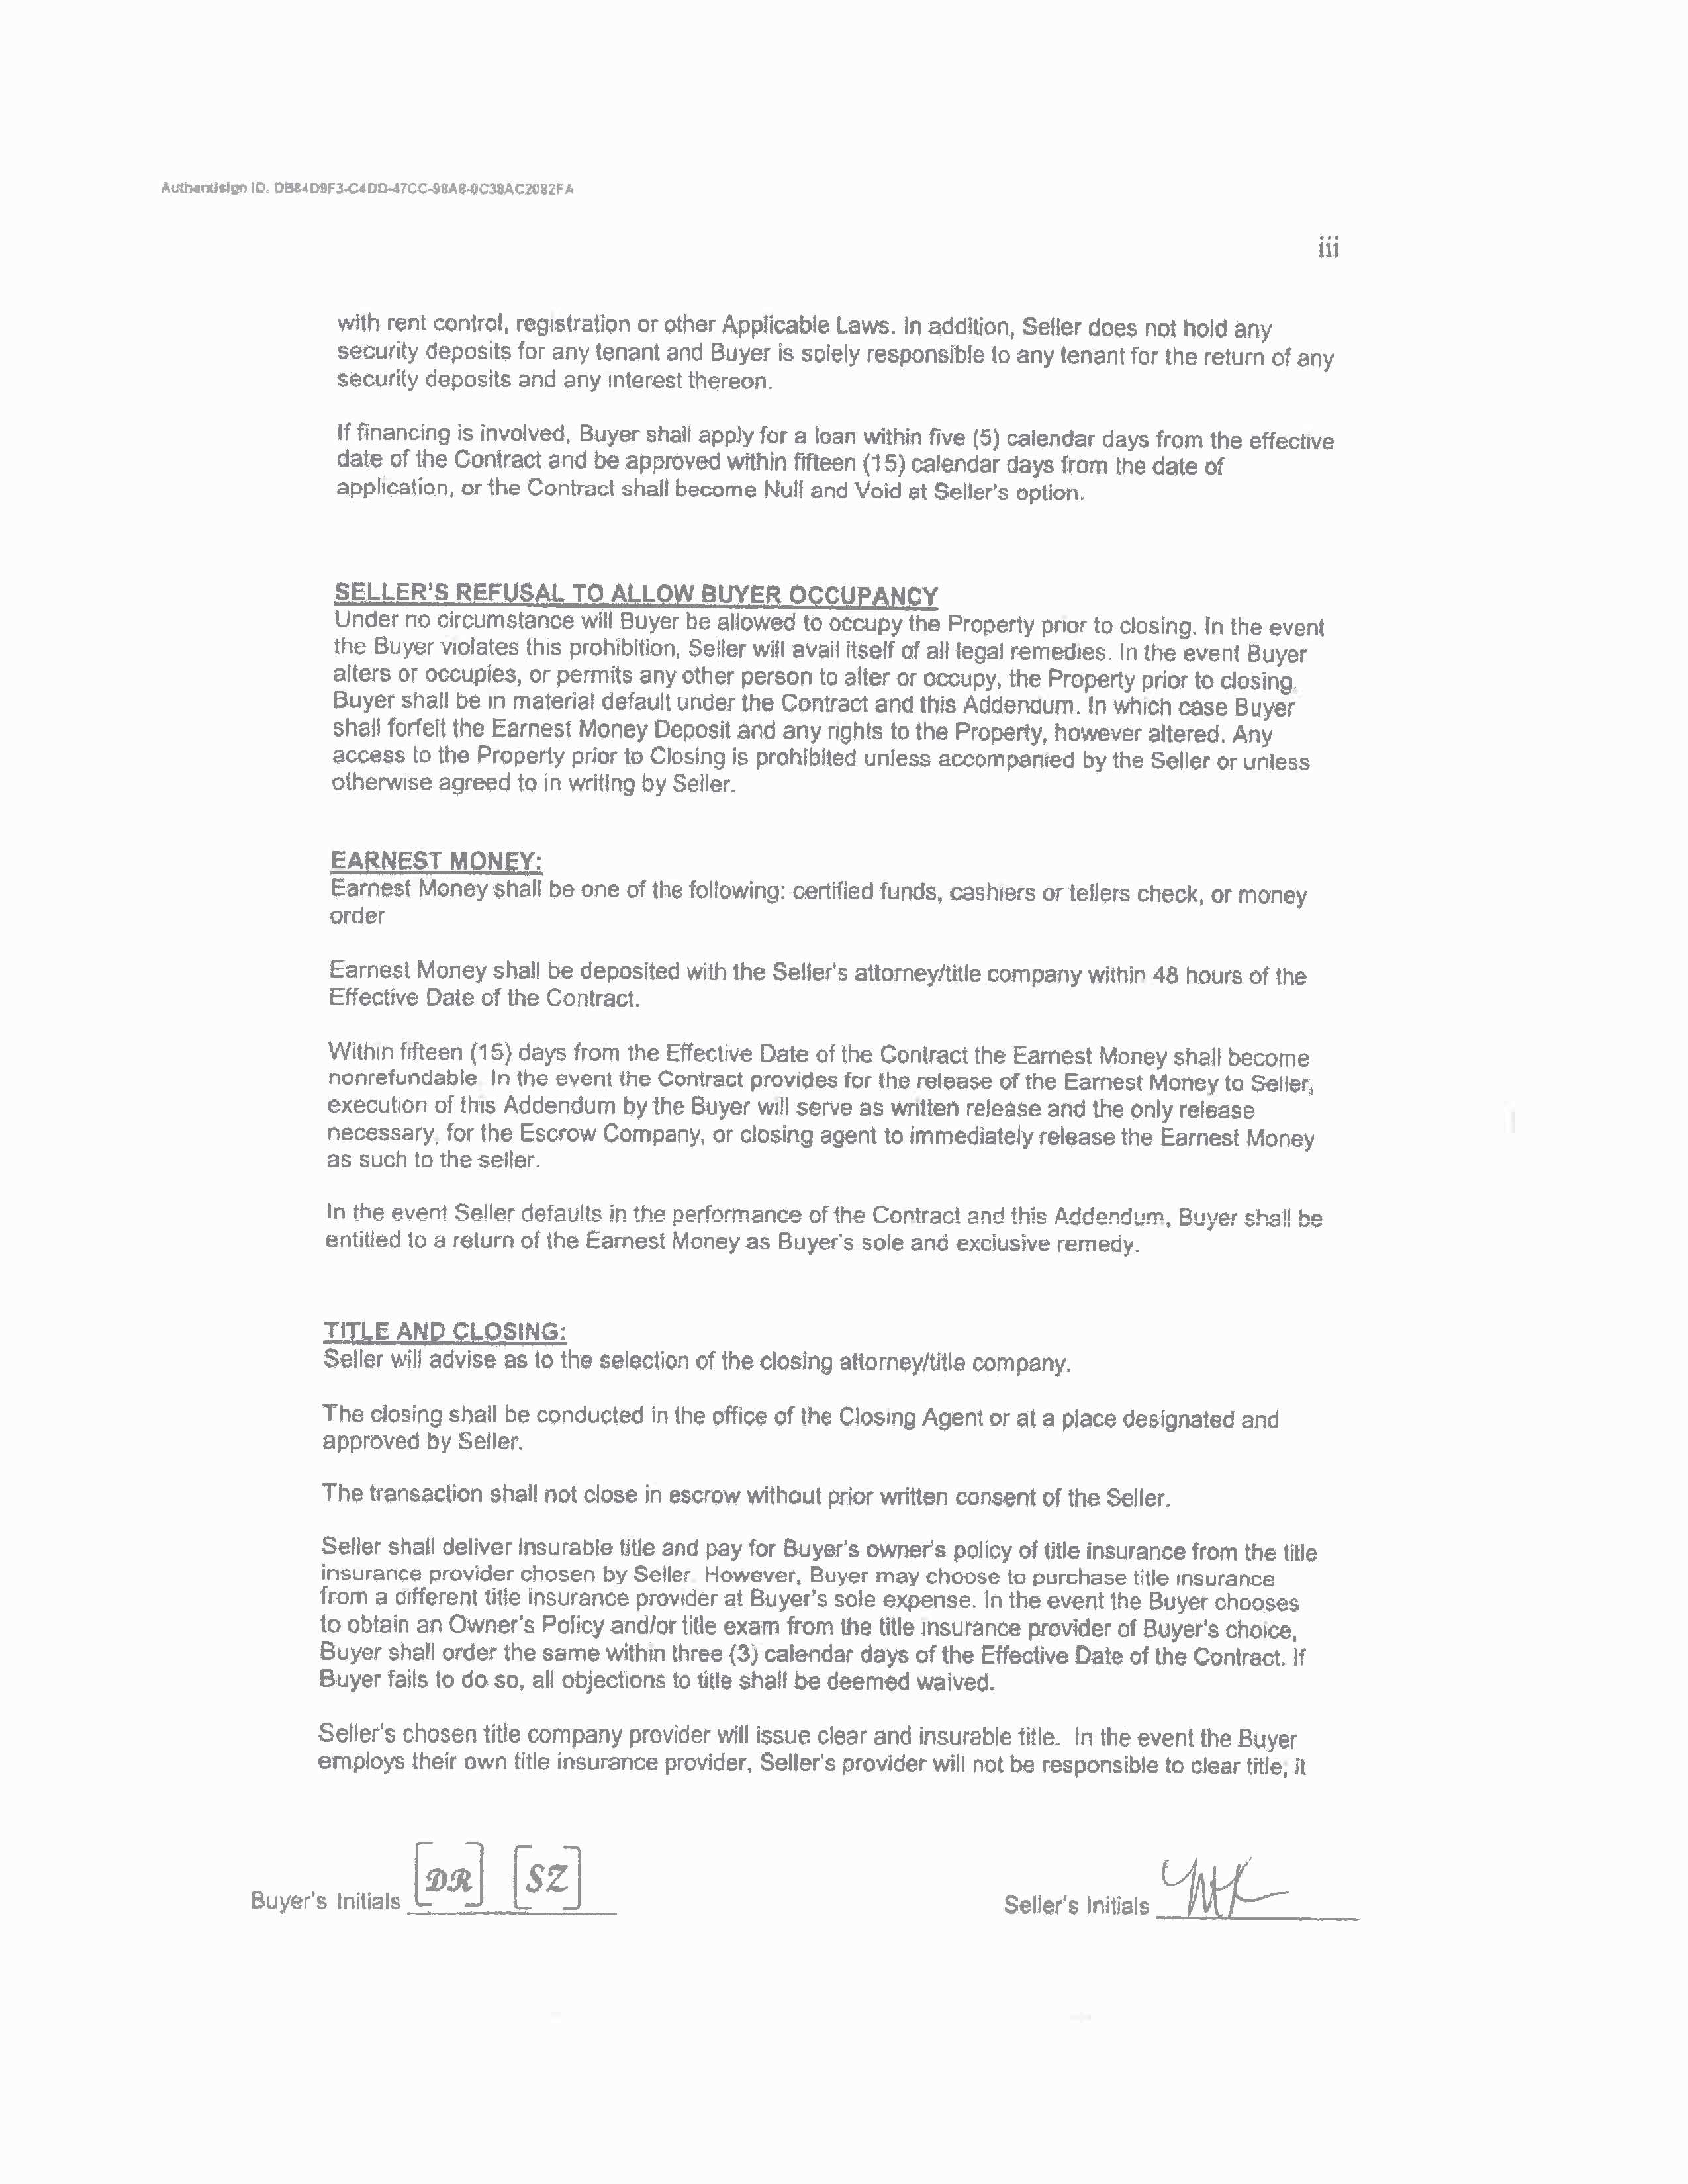 Authentisign ID: DB84D9F3-C4DD-47CC-98A8-0C38AC2082FA
iii
with rent control, registration or other Applicable Laws. In addition, Seller does not hold any
security deposits for any tenant and Buyer is solely responsible to any tenant for the return of any
security deposits and any interest thereon.
If financing is involved, Buyer shall apply for a loan within five (5) calendar days from the effective
date of the Contract and be approved within fifteen (15) calendar days from the date of
application, or the Contract shall become Null and Void at Seller's option.
SELLER'S REFUSAL TO ALLOW BUYER OCCUPANCY
Under no circumstance will Buyer be allowed to occupy the Property prior to closing. In the event
the Buyer violates this prohibition, Seller will avail itself of all legal remedies. In the event Buyer
alters or occupies, or permits any other person to alter or occupy, the Property prior to closing.
Buyer shall be in material default under the Contract and this Addendum. In which case Buyer
shall forfeit the Earnest Money Deposit and any rights to the Property, however altered. Any
access to the Property prior to Closing is prohibited unless accompanied by the Seller or unless
otherwise agreed to in writing by Seller.
EARNEST MONEY:
Earnest Money shall be one of the following: certified funds, cashiers or tellers check, or money
order
Earnest Money shall be deposited with the Seller's attorney/title company within 48 hours of the
Effective Date of the Contract.
Within fifteen (15) days from the Effective Date of the Contract the Earnest Money shall become
nonrefundable. In the event the Contract provides for the release of the Earnest Money to Seller,
execution of this Addendum by the Buyer will serve as written release and the only release
necessary, for the Escrow Company, or closing agent to immediately release the Earnest Money
as such to the seller.
In the event Seller defaults in the performance of the Contract and this Addendum, Buyer shall be
entitled to a return of the Earnest Money as Buyer's sole and exclusive remedy.
TITLE AND CLOSING:
Seller will advise as to the selection of the closing attorney/title company.
The closing shall be conducted in the office of the Closing Agent or at a place designated and
approved by Seller.
The transaction shall not close in escrow without prior written consent of the Seller.
Seller shall deliver insurable title and pay for Buyer's owner's policy of title insurance from the title
insurance provider chosen by Seller. However, Buyer may choose to purchase title insurance
from a different title insurance provider at Buyer's sole expense. In the event the Buyer chooses
to obtain an Owner's Policy and/or title exam from the title insurance provider of Buyer's choice,
Buyer shall order the same within three (3) calendar days of the Effective Date of the Contract. If
Buyer fails to do so, all objections to title shall be deemed waived.
Seller's chosen title company provider will issue clear and insurable title. In the event the Buyer
employs their own title insurance provider, Seller's provider will not be responsible to clear title, it
Buyer's Initials DR SZ
Seller's Initials